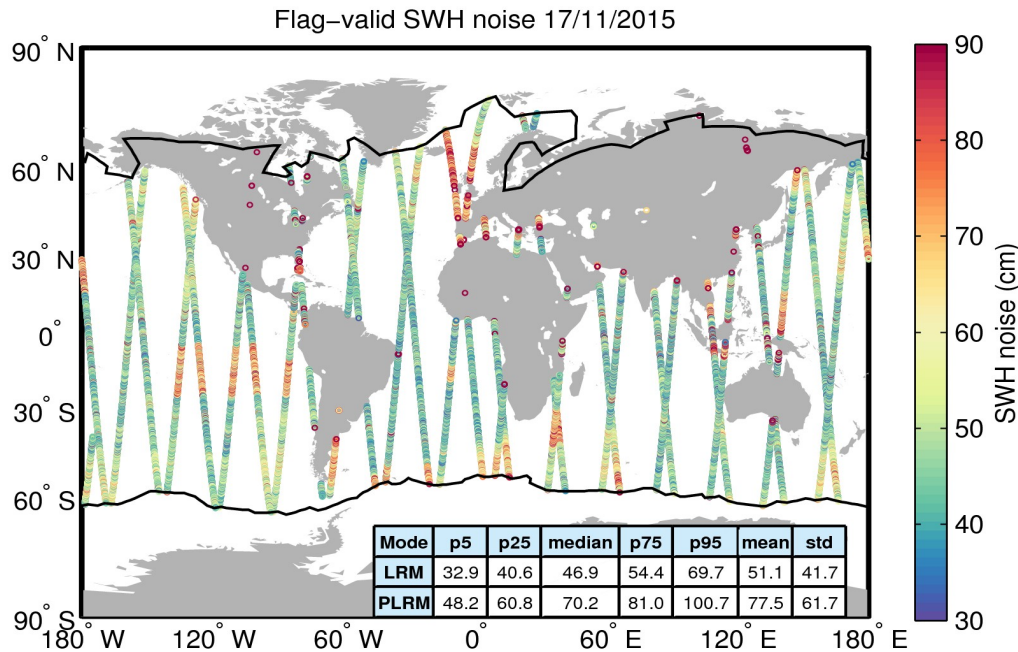 Flag−valid SWH noise 17/11/2015
90° N
60° N
30° N
0°
30° S
60° S
90° S
180° W
120° W
60° W
0°
60° E
120° E
180° E
Mode p5 p25 median p75 p95 mean std
LRM 32.9 40.6 46.9 54.4 69.7 51.1 41.7
PLRM 48.2 60.8 70.2 81.0 100.7 77.5 61.7
90
80
70
60
50
40
30
SWH noise (cm)